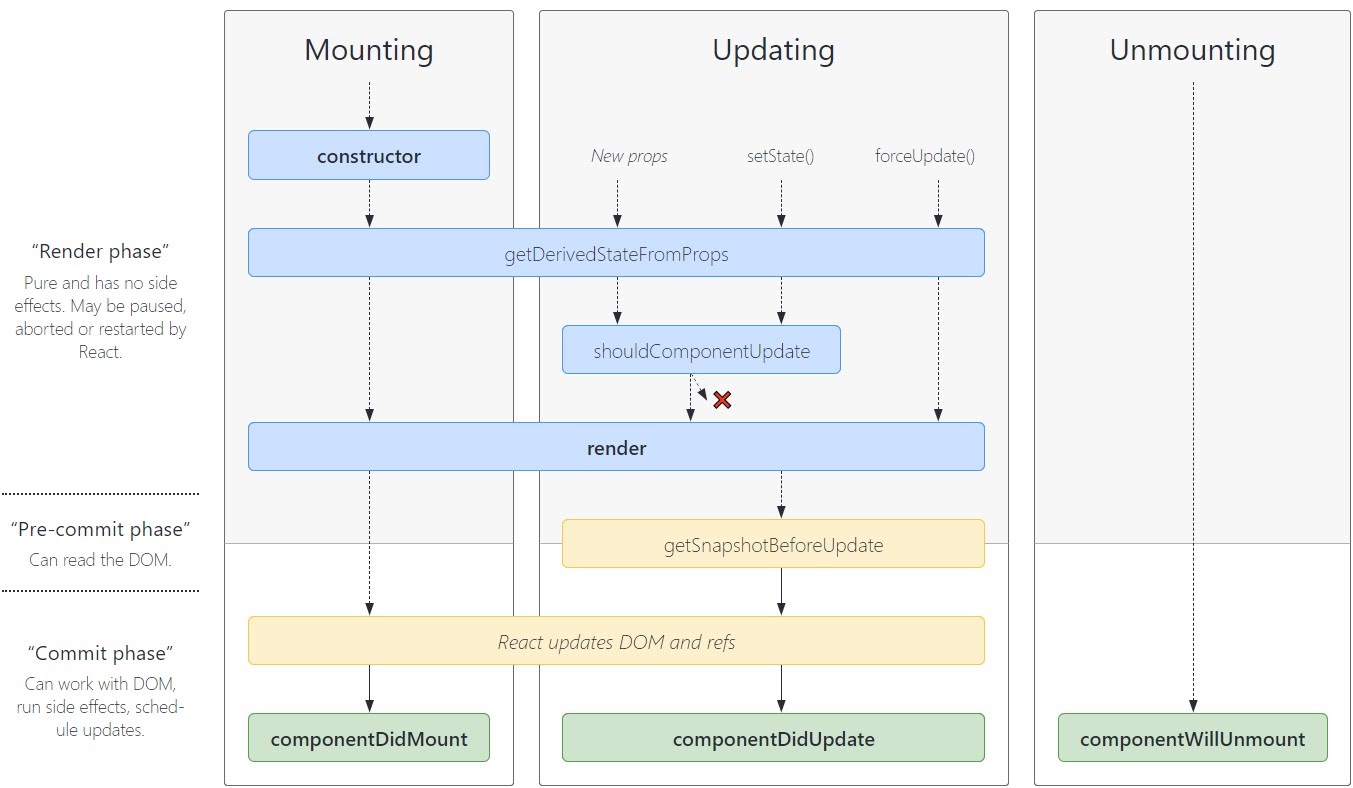 Mounting
Updating
Unmounting
constructor
New props
setState()
forceUpdate()
“Render phase”
Pure and has no side
effects. May be paused,
aborted or restarted by
React.
getDerivedStateFromProps
shouldComponentUpdate
render
“Pre-commit phase”
Can read the DOM.
getSnapshotBeforeUpdate
React updates DOM and refs
“Commit phase”
Can work with DOM,
run side effects, sched-
ule updates.
componentDidMount
componentDidUpdate
componentWillUnmount